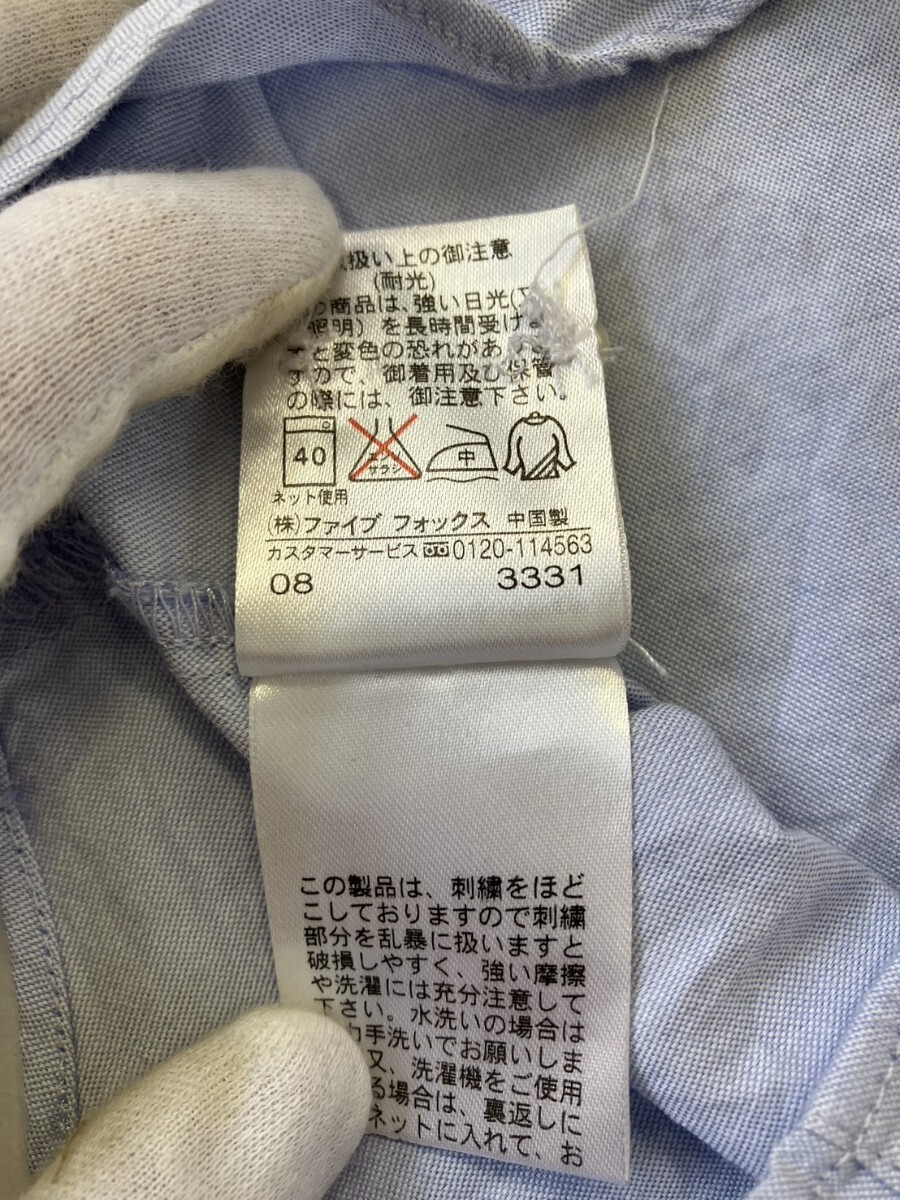 扱い上の御注意
(耐光)
商品は、強い日光(
照明）を長時間受け
と変色の恐れがあ
すので、御着用及び保管
の際には、御注意下さい。
40
エンソ
サラシ
中
ネット使用
(株)ファイブ フォックス 中国製
カスタマーサービス 0120-114563
08 3331
この製品は、刺繍をほど
こしておりますので刺繍
部分を乱暴に扱いますと
破損しやすく、強い摩擦
や洗濯には充分注意して
下さい。水洗いの場合は
手洗いでお願いしま
又、洗濯機をご使用
る場合は、裏返しに
ネットに入れて、お